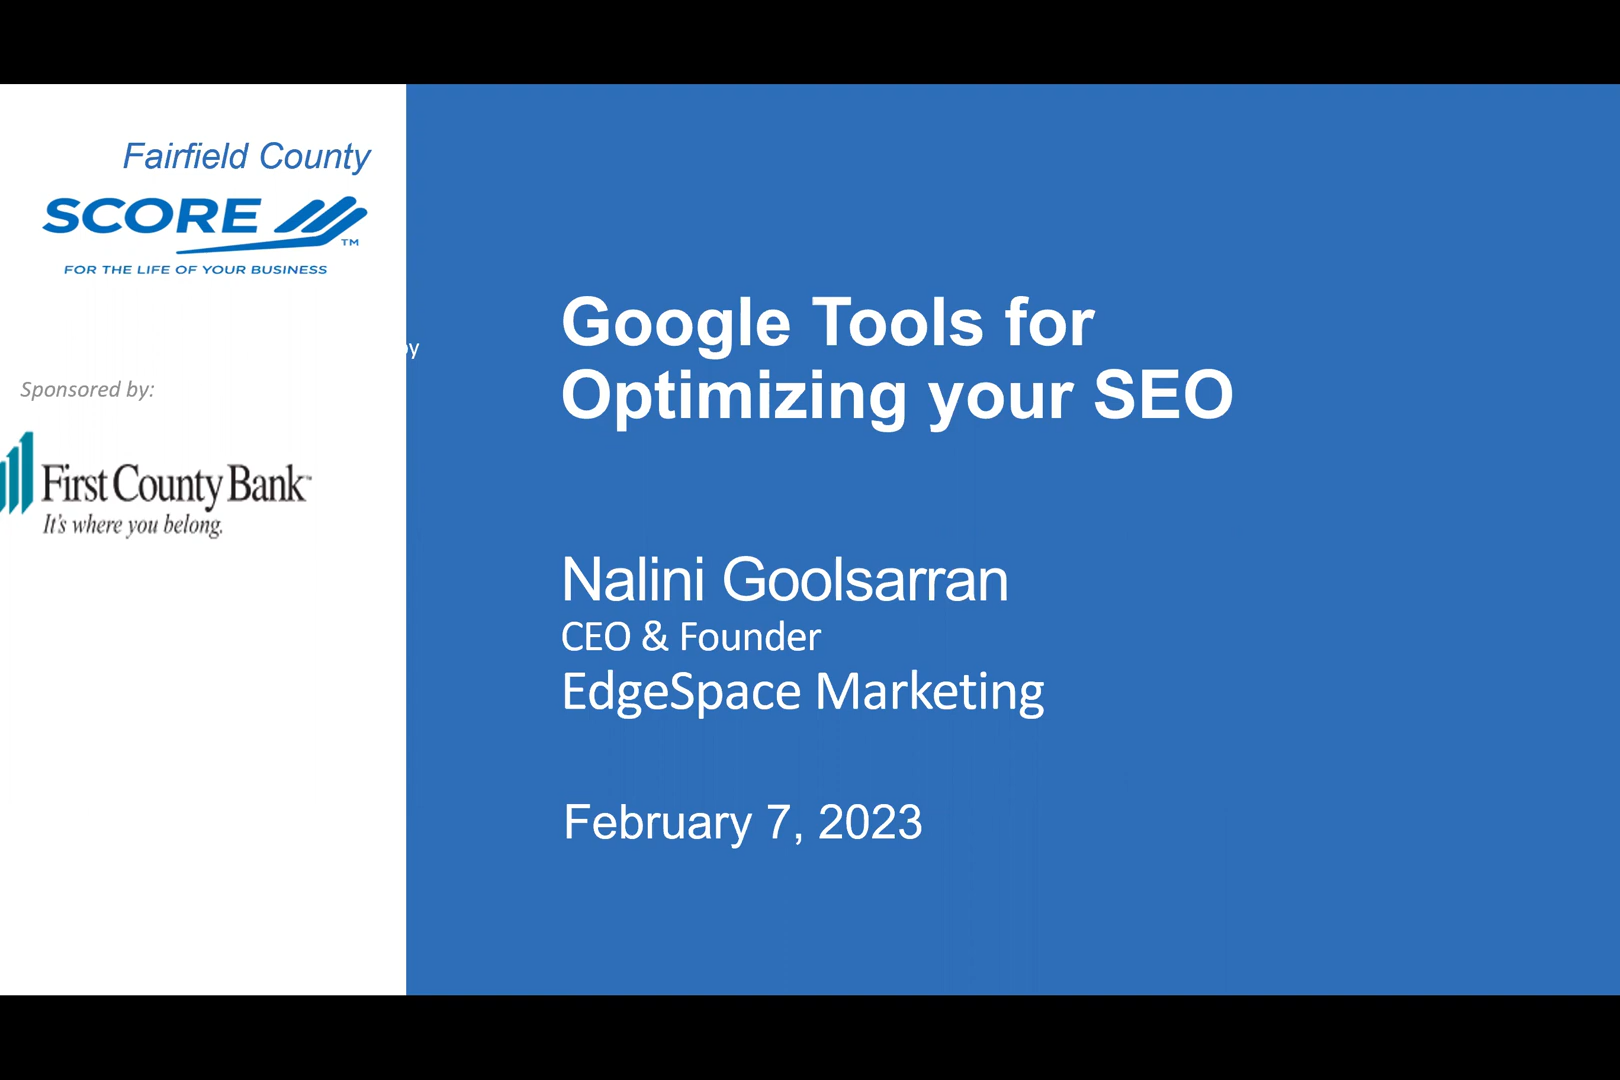 Fairfield County
SCORE
TM
FOR THE LIFE OF YOUR BUSINESS
Sponsored by:
First County Bank™
It's where you belong.
Google Tools for
Optimizing your SEO
Nalini Goolsarran
CEO & Founder
EdgeSpace Marketing
February 7, 2023